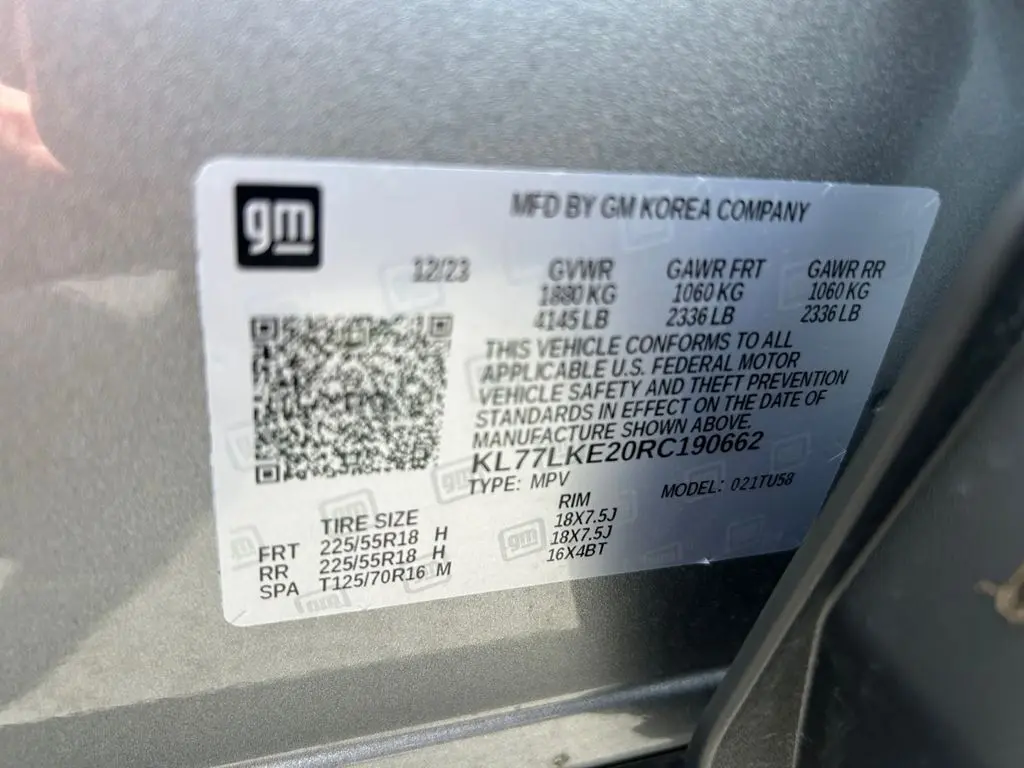 gm
MFD BY GM KOREA COMPANY
12/23 GVWR GAWR FRT GAWR RR
1880 KG 1060 KG 1060 KG
4145 LB 2336 LB 2336 LB
THIS VEHICLE CONFORMS TO ALL
APPLICABLE U.S. FEDERAL MOTOR
VEHICLE SAFETY AND THEFT PREVENTION
STANDARDS IN EFFECT ON THE DATE OF
MANUFACTURE SHOWN ABOVE.
KL77LKE20RC190662
TYPE: MPV MODEL: 021TU58
TIRE SIZE RIM
FRT 225/55R18 H 18X7.5J
RR 225/55R18 H 18X7.5J
SPA T125/70R16 M 16X4BT